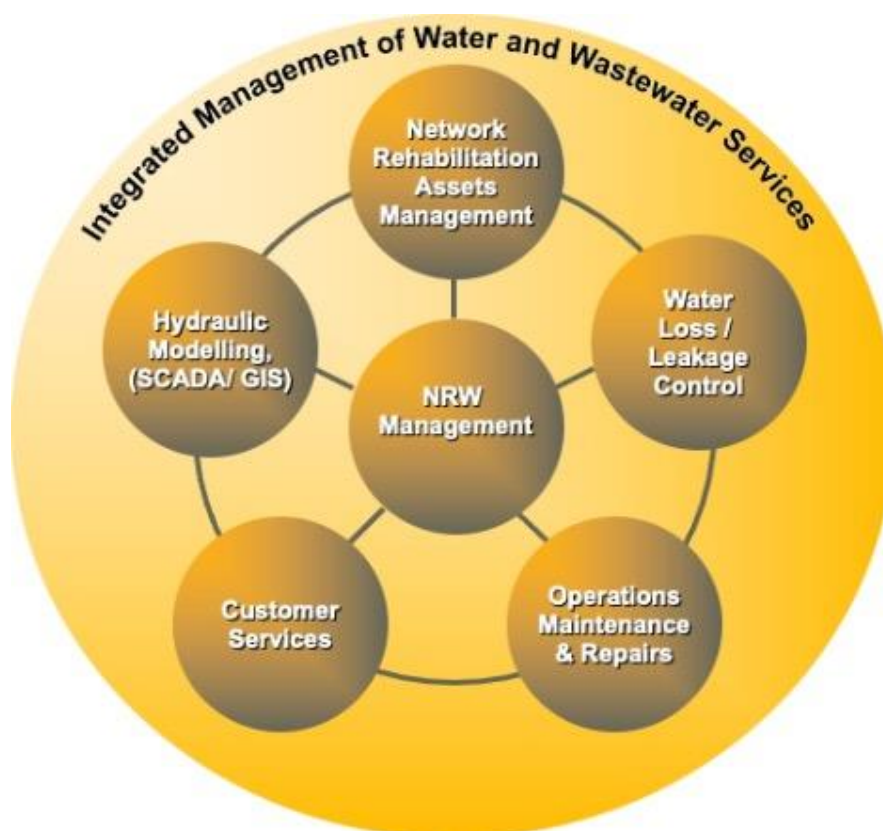 Integrated Management of Water and Wastewater Services
Network
Rehabilitation
Assets
Management
Hydraulic
Modelling,
(SCADA/ GIS)
Water
Loss /
Leakage
Control
NRW
Management
Customer
Services
Operations
Maintenance
& Repairs